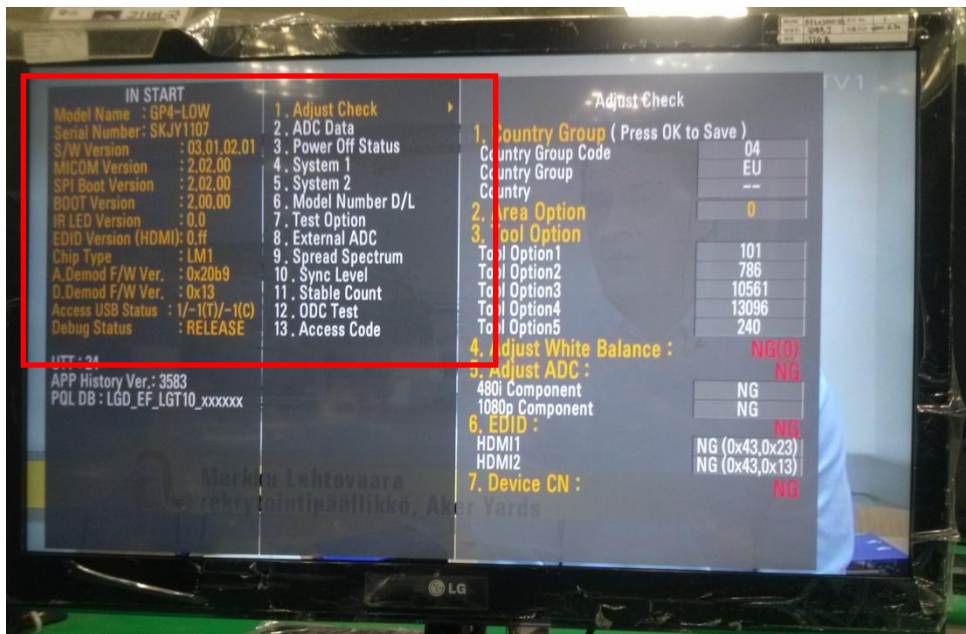 TV1
IN START
Model Name : GP4-LOW
Serial Number : SKJY1107
S/W Version : 03.01.02.01
MICOM Version : 2.02.00
SPI Boot Version : 2.02.00
BOOT Version : 2.00.00
IR LED Version : 0.0
EDID Version (HDMI): 0.ff
Chip Type : LM1
A.Demod F/W Ver. : 0x20b9
D.Demod F/W Ver. : 0x13
Access USB Status : 1/-1(T)/-1(C)
Debug Status : RELEASE
UTT : 24
APP History Ver.: 3583
PQL DB : LGD_EF_LGT10_xxxxxx
1 . Adjust Check
2 . ADC Data
3 . Power Off Status
4 . System 1
5 . System 2
6 . Model Number D/L
7 . Test Option
8 . External ADC
9 . Spread Spectrum
10 . Sync Level
11 . Stable Count
12 . ODC Test
13 . Access Code
Adjust Check
1. Country Group ( Press OK to Save )
Country Group Code 04
Country Group EU
Country --
2. Area Option 0
3. Tool Option
Tool Option1 101
Tool Option2 786
Tool Option3 10561
Tool Option4 13096
Tool Option5 240
4. Adjust White Balance : NG(0)
5. Adjust ADC : NG
480i Component NG
1080p Component NG
6. EDID : NG
HDMI1 NG (0x43,0x23)
HDMI2 NG (0x43,0x13)
7. Device CN : NG
Markku Lehtovaara
rekrytointipäällikkö, Aker Yards
LG